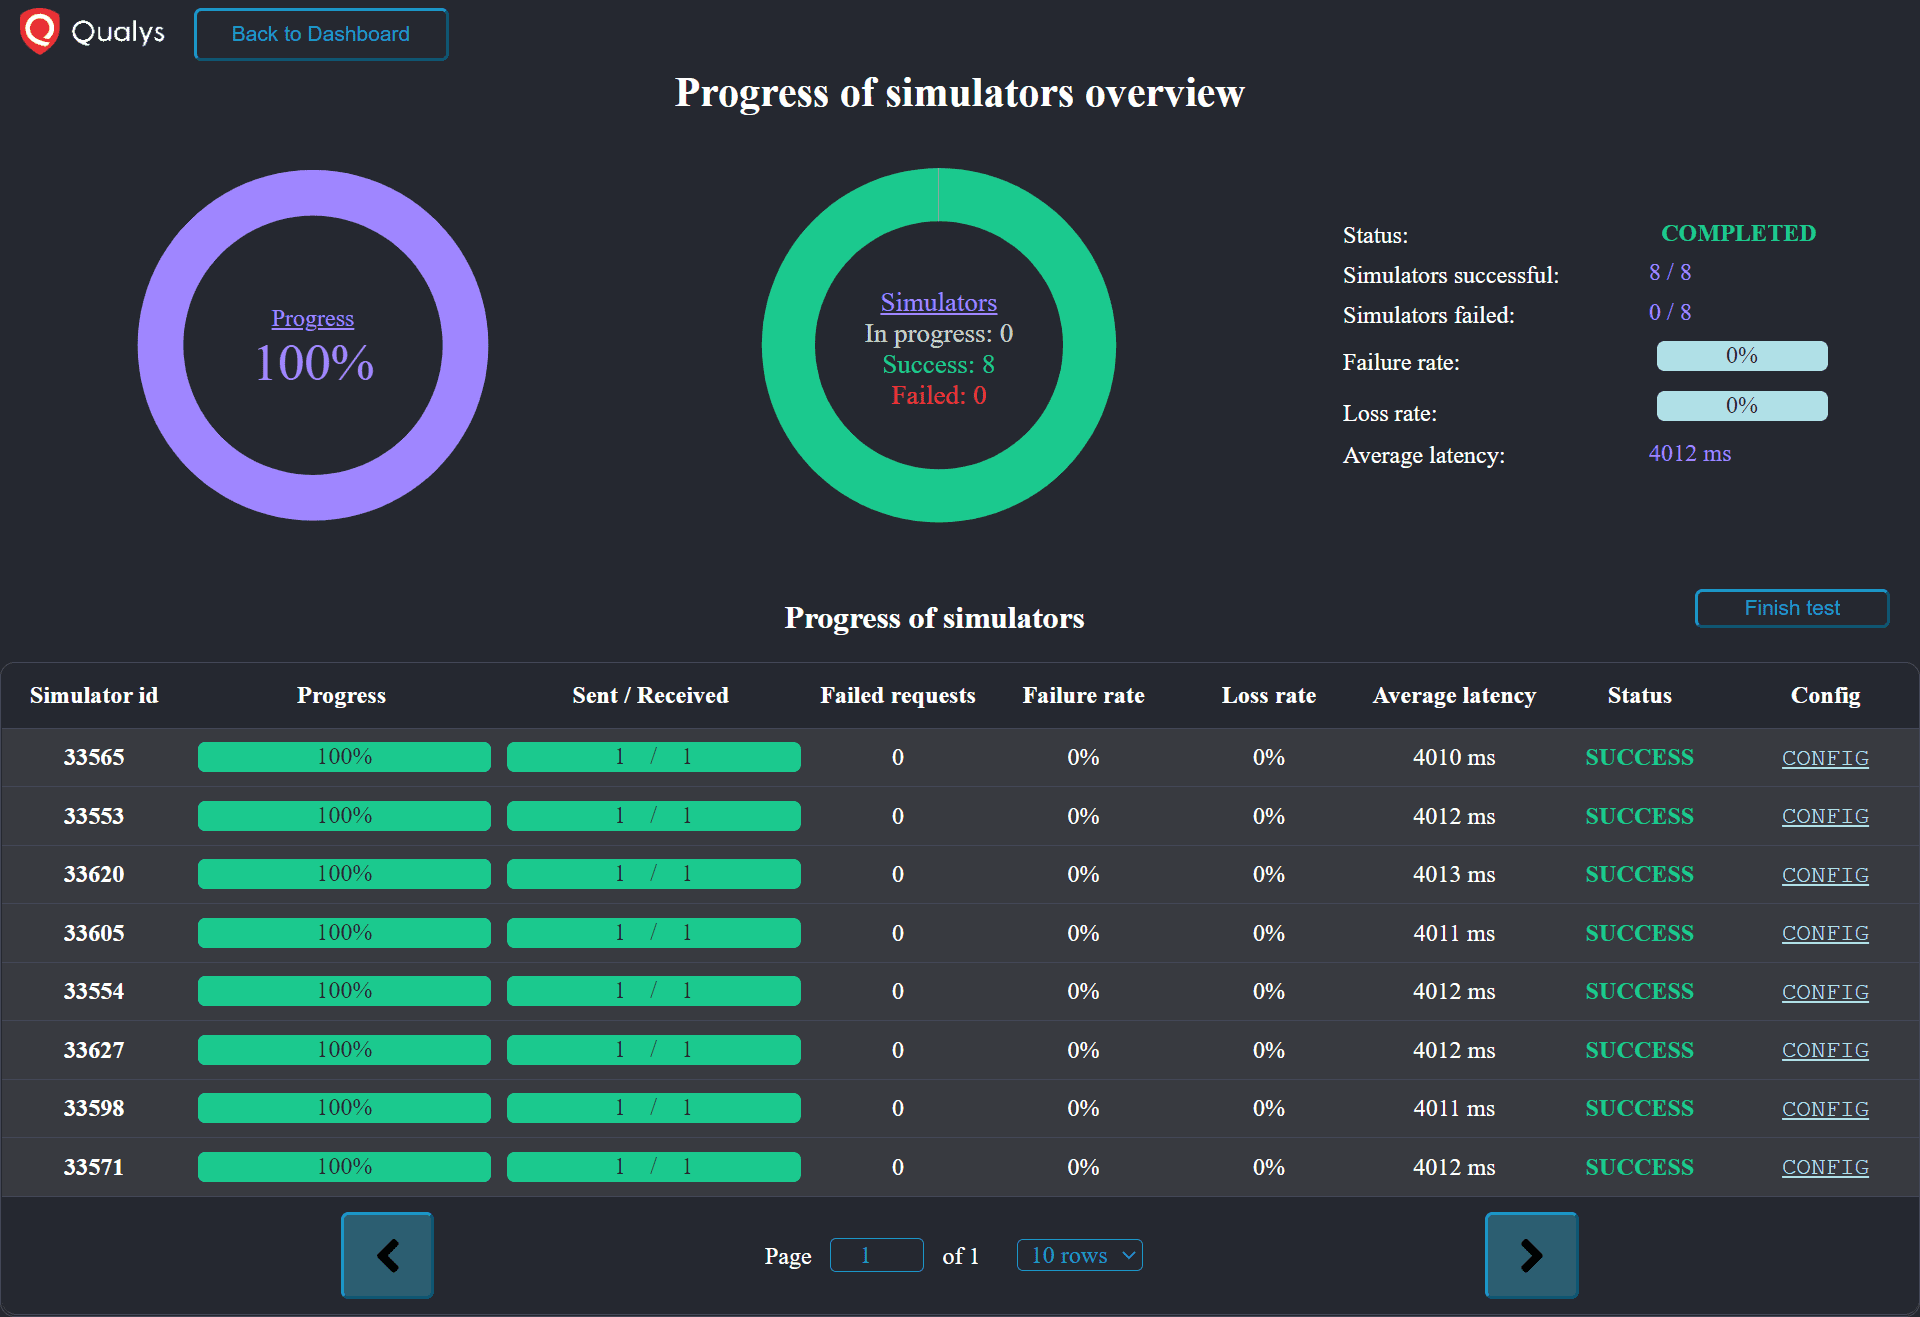 Qualys
Back to Dashboard
Progress of simulators overview
Progress
100%
Simulators
In progress: 0
Success: 8
Failed: 0
Status: COMPLETED
Simulators successful: 8 / 8
Simulators failed: 0 / 8
Failure rate: 0%
Loss rate: 0%
Average latency: 4012 ms
Progress of simulators
Finish test
Simulator id Progress Sent / Received Failed requests Failure rate Loss rate Average latency Status Config
33565 100% 1 / 1 0 0% 0% 4010 ms SUCCESS CONFIG
33553 100% 1 / 1 0 0% 0% 4012 ms SUCCESS CONFIG
33620 100% 1 / 1 0 0% 0% 4013 ms SUCCESS CONFIG
33605 100% 1 / 1 0 0% 0% 4011 ms SUCCESS CONFIG
33554 100% 1 / 1 0 0% 0% 4012 ms SUCCESS CONFIG
33627 100% 1 / 1 0 0% 0% 4012 ms SUCCESS CONFIG
33598 100% 1 / 1 0 0% 0% 4011 ms SUCCESS CONFIG
33571 100% 1 / 1 0 0% 0% 4012 ms SUCCESS CONFIG
Page 1 of 1 10 rows